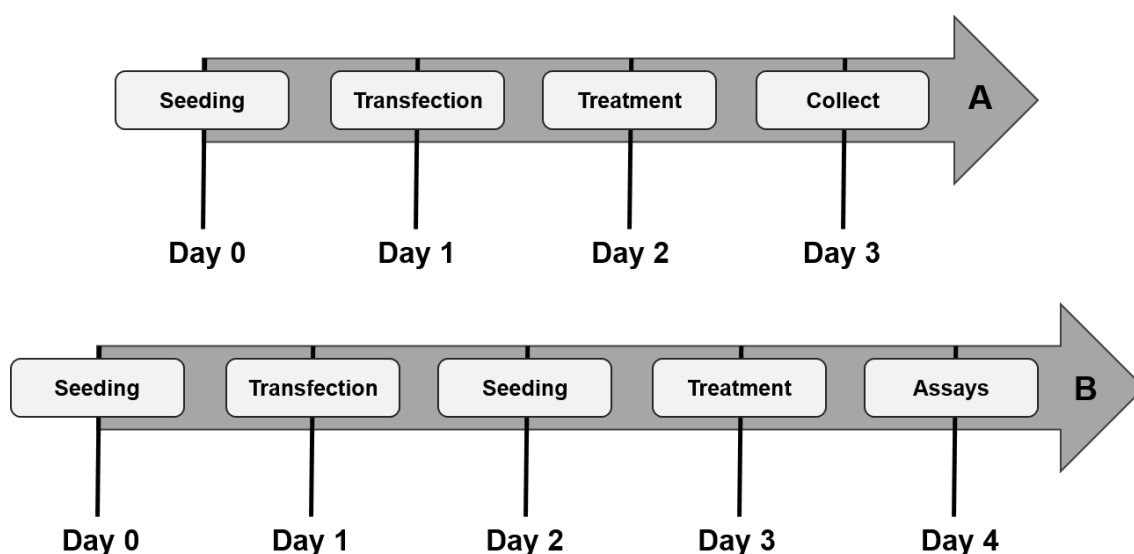 Seeding Transfection Treatment Collect A
Day 0 Day 1 Day 2 Day 3
Seeding Transfection Seeding Treatment Assays B
Day 0 Day 1 Day 2 Day 3 Day 4